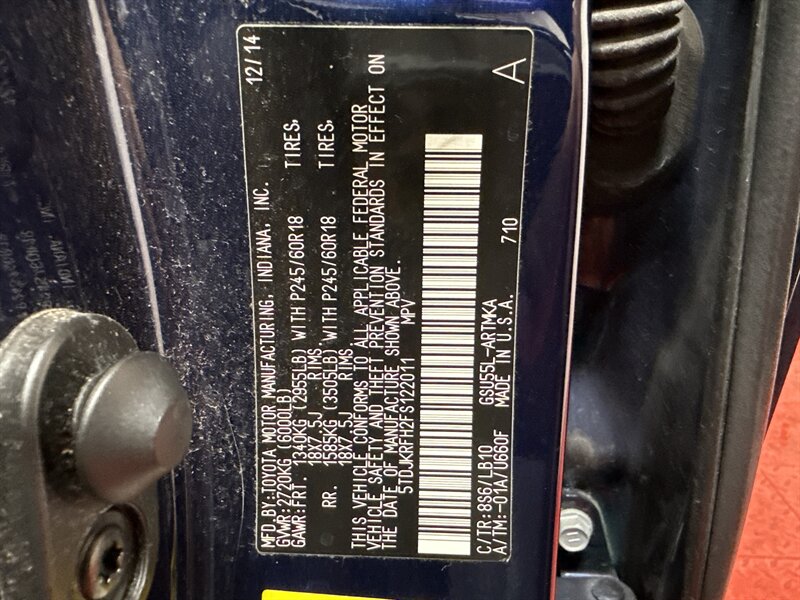 MFD.BY:TOYOTA MOTOR MANUFACTURING, INDIANA, INC. 12/14
GVWR:2720KG (6000LB)
GAWR:FRT. 1340KG (2955LB) WITH P245/60R18 TIRES,
18X7.5J RIMS
RR. 1585KG (3505LB) WITH P245/60R18 TIRES,
18X7.5J RIMS
THIS VEHICLE CONFORMS TO ALL APPLICABLE FEDERAL MOTOR
VEHICLE SAFETY AND THEFT PREVENTION STANDARDS IN EFFECT ON
THE DATE OF MANUFACTURE SHOWN ABOVE.
5TDJKRFH2FS122011 MPV
C/TR:8S6/LB10 GSU55L-ARTMKA 710
A/TM:-01A/U660F MADE IN U.S.A.
A